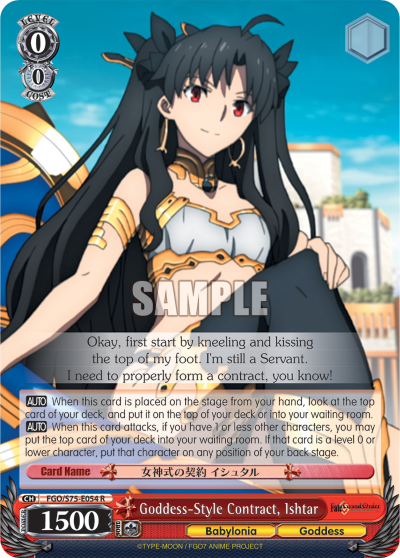 LEVEL
0
0
COST
SAMPLE
Okay, first start by kneeling and kissing
the top of my foot. I'm still a Servant.
I need to properly form a contract, you know!
AUTO When this card is placed on the stage from your hand, look at the top
card of your deck, and put it on the top of your deck or into your waiting room.
AUTO When this card attacks, if you have 1 or less other characters, you may
put the top card of your deck into your waiting room. If that card is a level 0 or
lower character, put that character on any position of your back stage.
Card Name 女神式の契約 イシュタル
CH FGO/S75-E054 R
1500
Goddess-Style Contract, Ishtar
Fate/Grand Order
Babylonia Goddess
©TYPE-MOON / FGO7 ANIME PROJECT